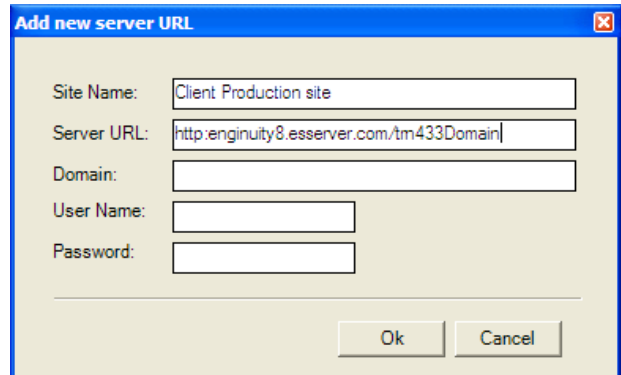 Add new server URL
Site Name: Client Production site
Server URL: http:enginuity8.esserver.com/tm433Domain
Domain:
User Name:
Password:
Ok Cancel